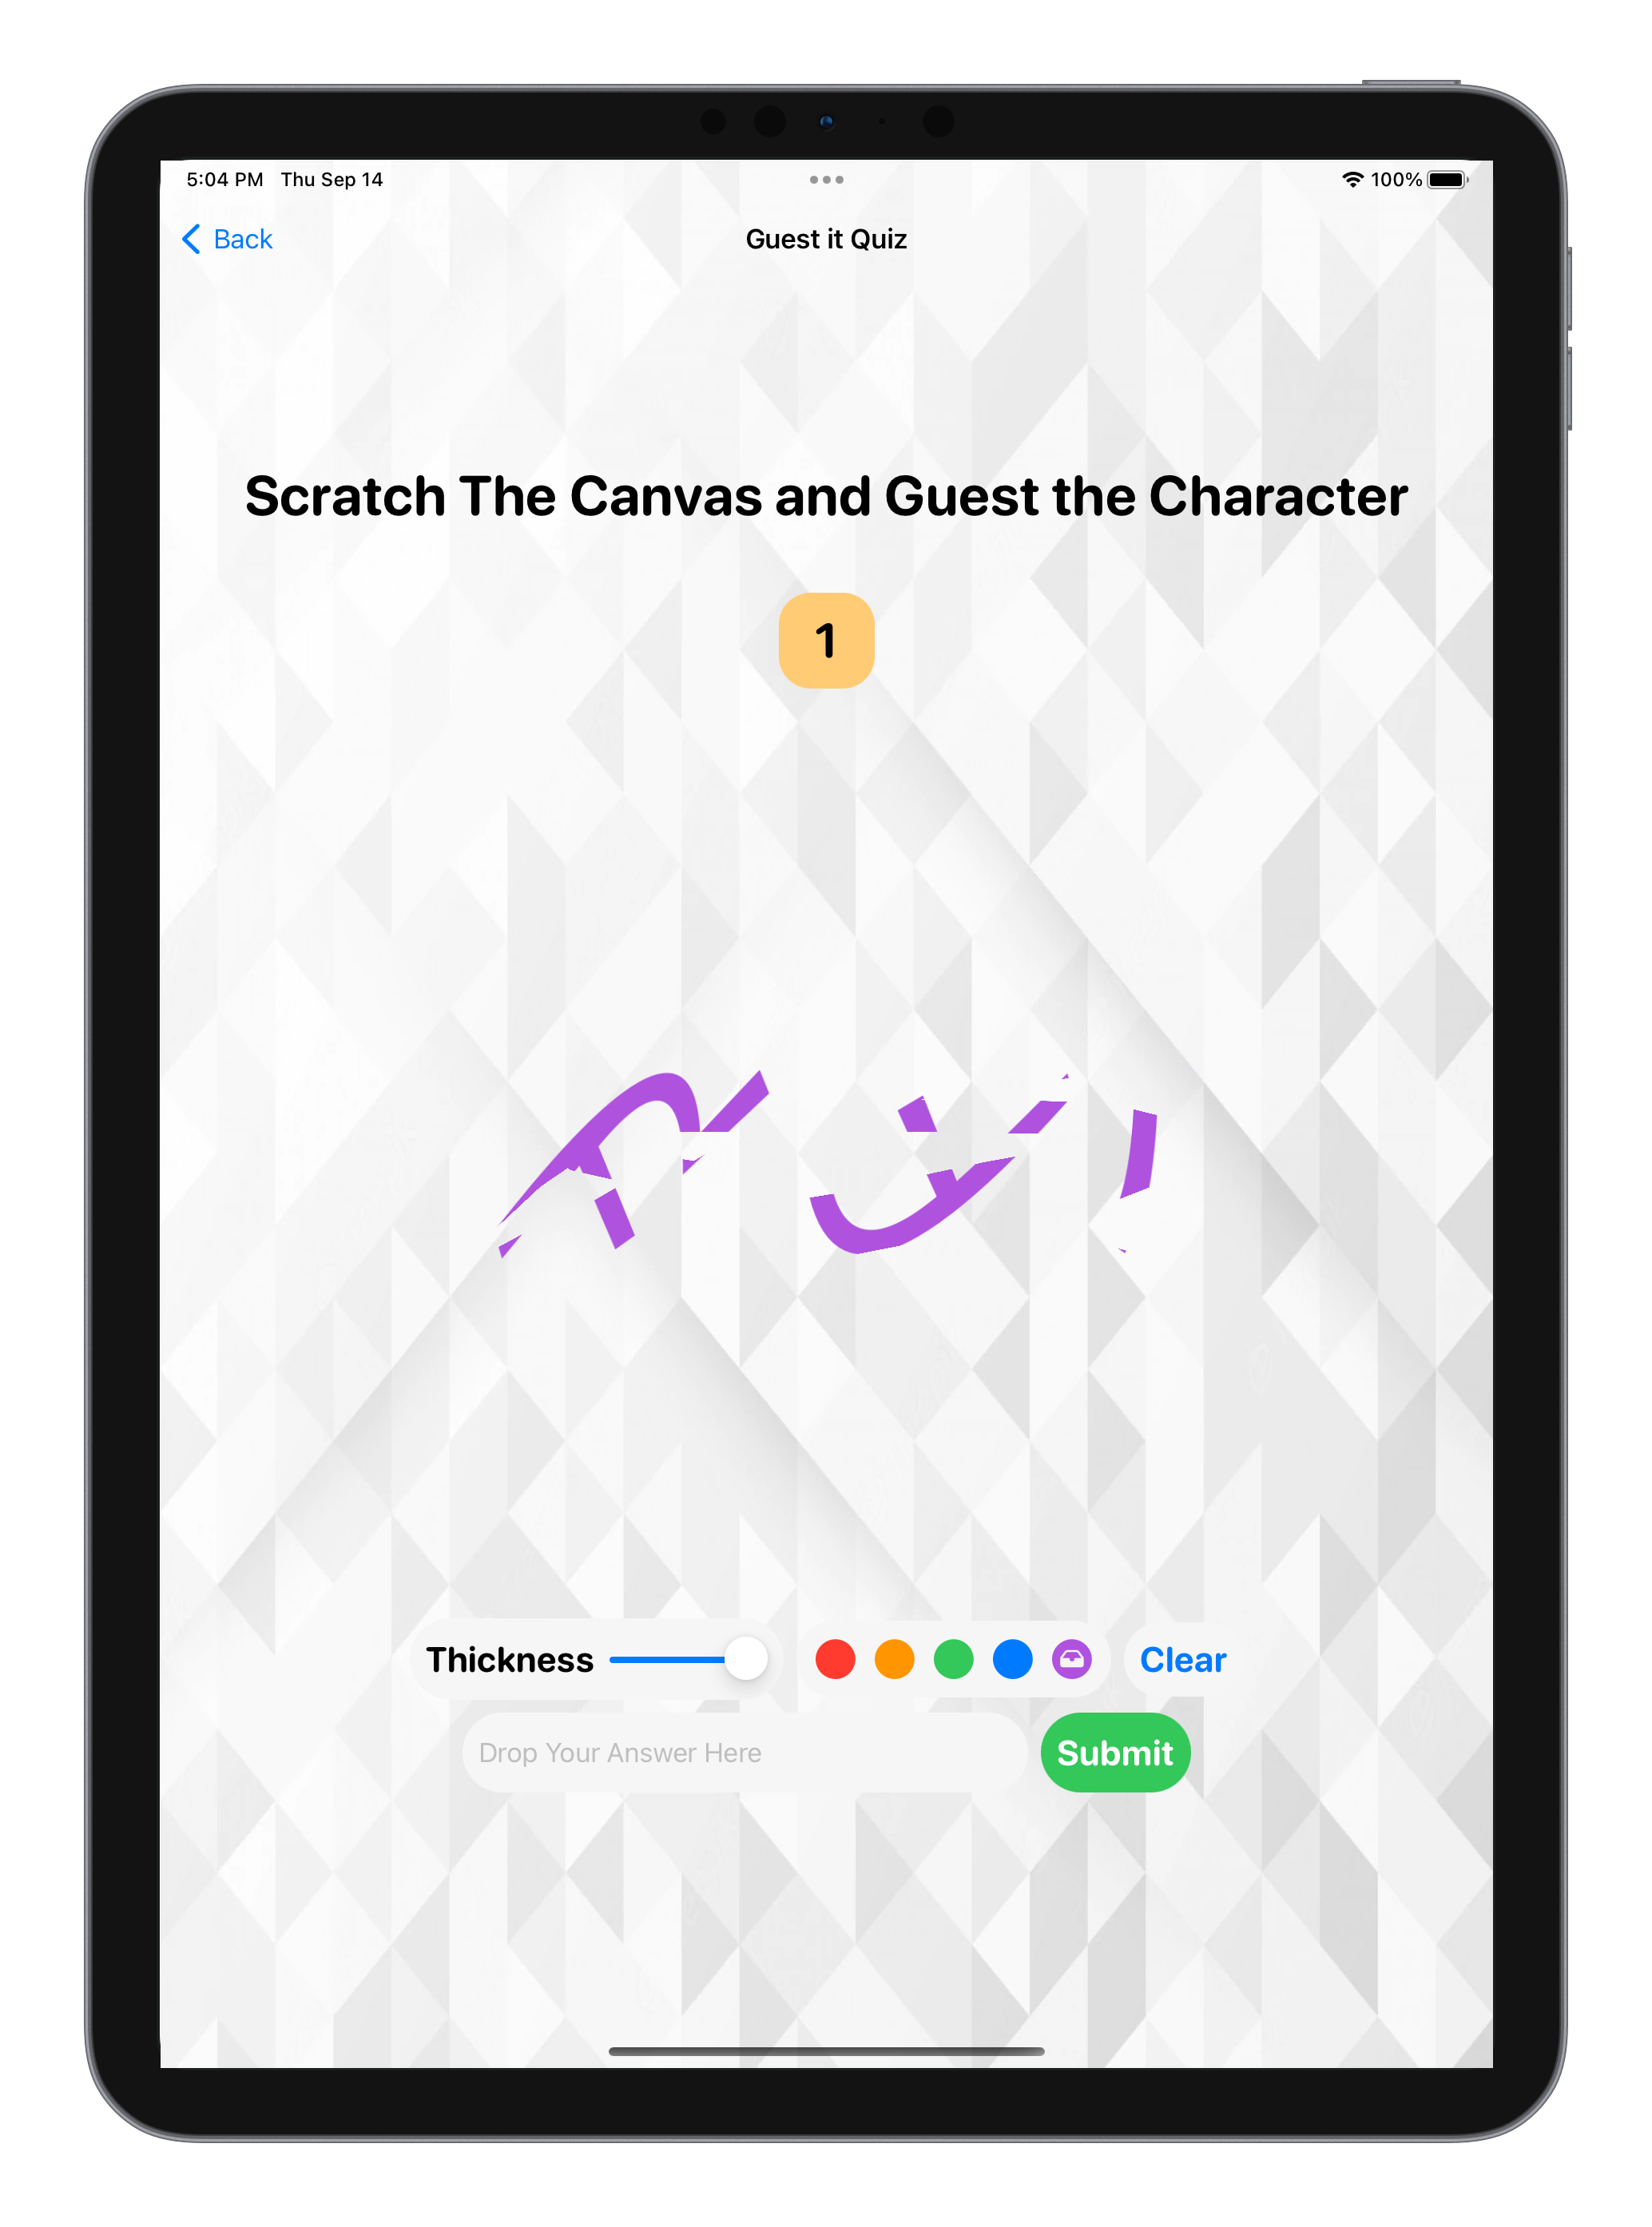 5:04 PM Thu Sep 14
100%
Back
Guest it Quiz
Scratch The Canvas and Guest the Character
1
Thickness
Clear
Drop Your Answer Here
Submit